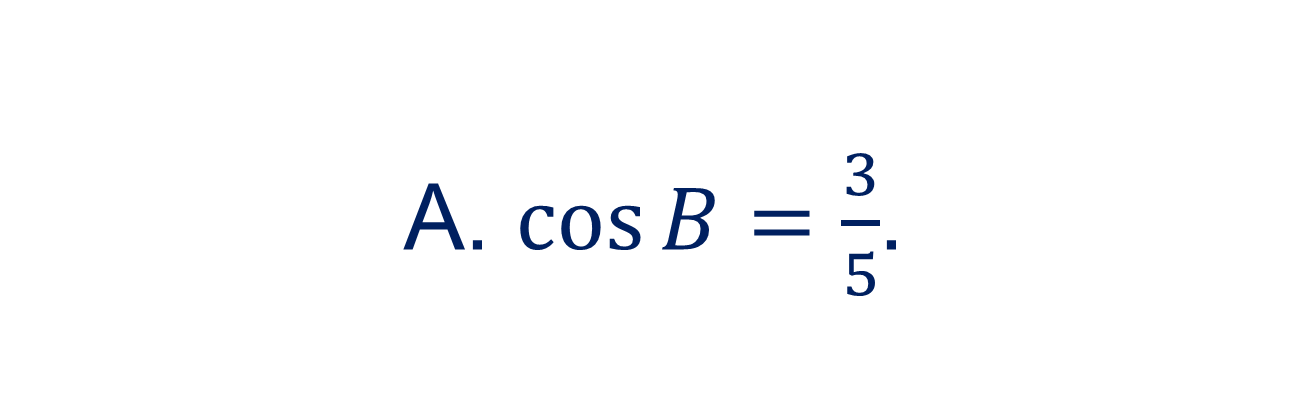 A. cos B = 3/5.